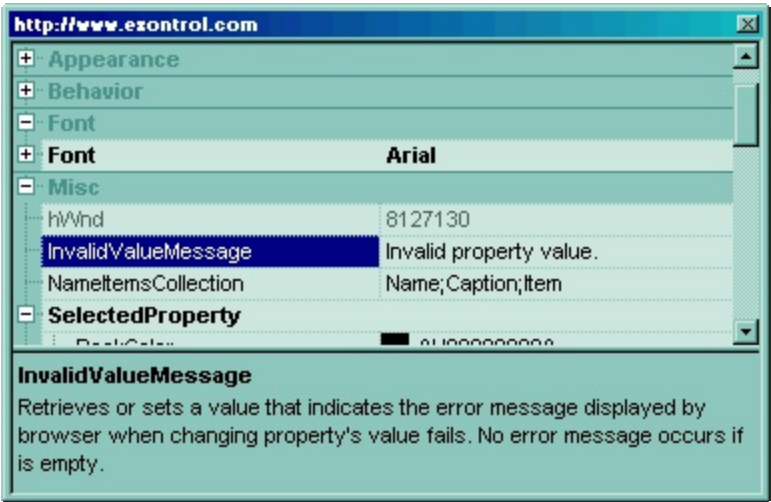 http://www.exontrol.com
Appearance
Behavior
Font
Font Arial
Misc
hWnd 8127130
InvalidValueMessage Invalid property value.
NameItemsCollection Name;Caption;Item
SelectedProperty
InvalidValueMessage
Retrieves or sets a value that indicates the error message displayed by
browser when changing property's value fails. No error message occurs if
is empty.